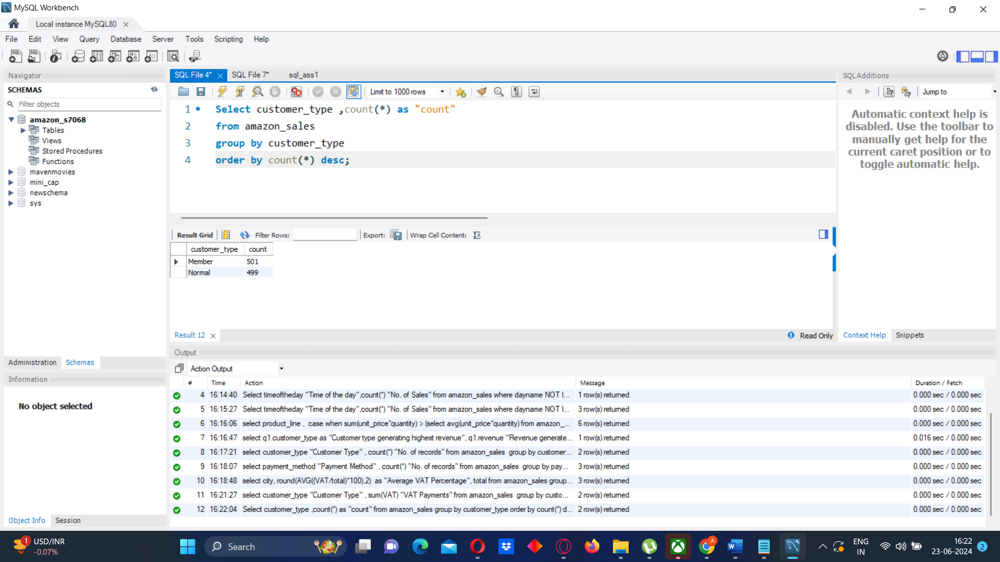 MySQL Workbench
Local instance MySQL80
File Edit View Query Database Server Tools Scripting Help
Navigator
SCHEMAS
Filter objects
amazon_s7068
Tables
Views
Stored Procedures
Functions
mavenmovies
mini_cap
newschema
sys
Administration Schemas
Information
No object selected
Object Info Session
SQL File 4* SQL File 7* sql_ass1
Limit to 1000 rows
1 Select customer_type ,count(*) as "count"
2 from amazon_sales
3 group by customer_type
4 order by count(*) desc;
Result Grid Filter Rows: Export: Wrap Cell Content:
customer_type count
Member 501
Normal 499
Result 12 Read Only
SQLAdditions
Jump to
Automatic context help is
disabled. Use the toolbar to
manually get help for the
current caret position or to
toggle automatic help.
Context Help Snippets
Output
Action Output
# Time Action Message Duration / Fetch
4 16:14:40 Select timeoftheday "Time of the day",count(*) "No. of Sales" from amazon_sales where dayname NOT I... 1 row(s) returned 0.000 sec / 0.000 sec
5 16:15:27 Select timeoftheday "Time of the day",count(*) "No. of Sales" from amazon_sales where dayname NOT I... 3 row(s) returned 0.000 sec / 0.000 sec
6 16:16:06 select product_line , case when sum(unit_price*quantity) > (select avg(unit_price*quantity) from amazon_... 6 row(s) returned 0.000 sec / 0.000 sec
7 16:16:47 select q1.customer_type as "Customer type generating highest revenue", q1.revenue "Revenue generate... 1 row(s) returned 0.016 sec / 0.000 sec
8 16:17:21 select customer_type "Customer Type" , count(*) "No. of records" from amazon_sales group by customer... 2 row(s) returned 0.000 sec / 0.000 sec
9 16:18:07 select payment_method "Payment Method" , count(*) "No. of records" from amazon_sales group by pay... 3 row(s) returned 0.000 sec / 0.000 sec
10 16:18:48 select city, round(AVG((VAT/total)*100),2) as "Average VAT Percentage", total from amazon_sales group... 3 row(s) returned 0.000 sec / 0.000 sec
11 16:21:27 select customer_type "Customer Type" , sum(VAT) "VAT Payments" from amazon_sales group by custo... 2 row(s) returned 0.000 sec / 0.000 sec
12 16:22:04 Select customer_type ,count(*) as "count" from amazon_sales group by customer_type order by count(*) d... 2 row(s) returned 0.000 sec / 0.000 sec
1 USD/INR
-0.07%
Search
A
ENG
IN
16:22
23-06-2024
2